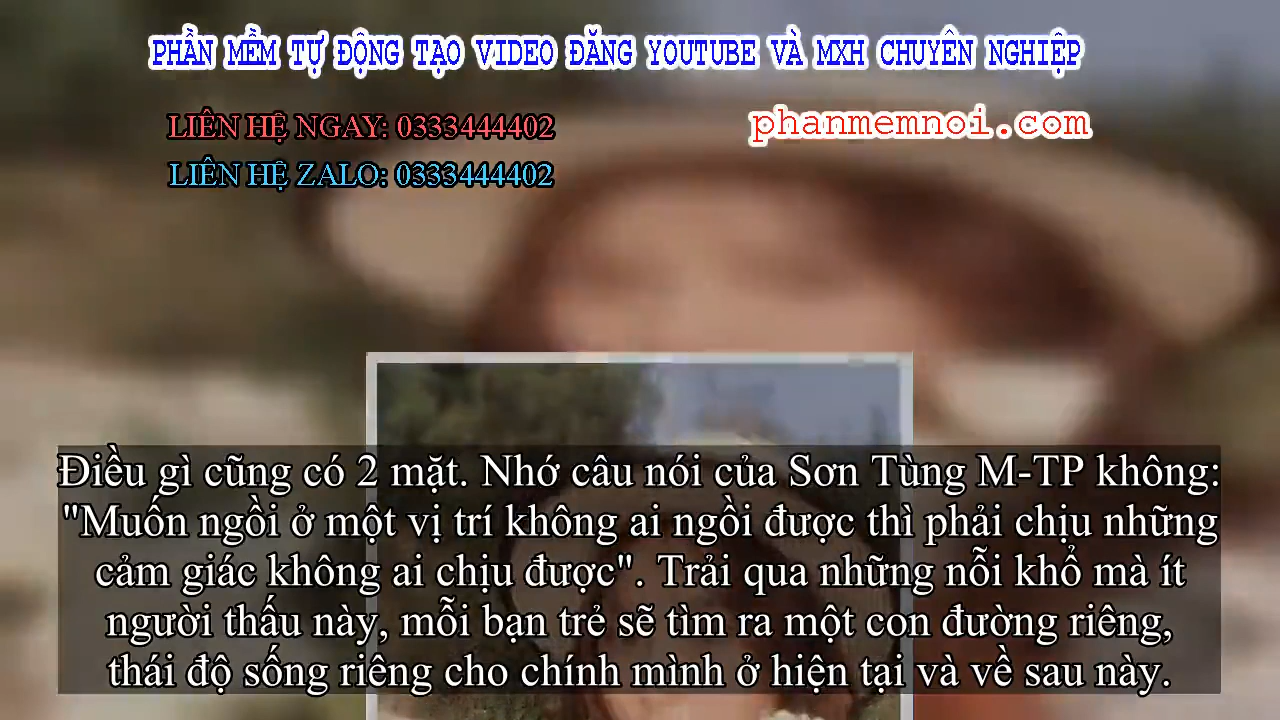 PHẦN MỀM TỰ ĐỘNG TẠO VIDEO ĐĂNG YOUTUBE VÀ MXH CHUYÊN NGHIỆP
LIÊN HỆ NGAY: 0333444402
phanmemnoi.com
LIÊN HỆ ZALO: 0333444402
Điều gì cũng có 2 mặt. Nhớ câu nói của Sơn Tùng M-TP không:
"Muốn ngồi ở một vị trí không ai ngồi được thì phải chịu những
cảm giác không ai chịu được". Trải qua những nỗi khổ mà ít
người thấu này, mỗi bạn trẻ sẽ tìm ra một con đường riêng,
thái độ sống riêng cho chính mình ở hiện tại và về sau này.